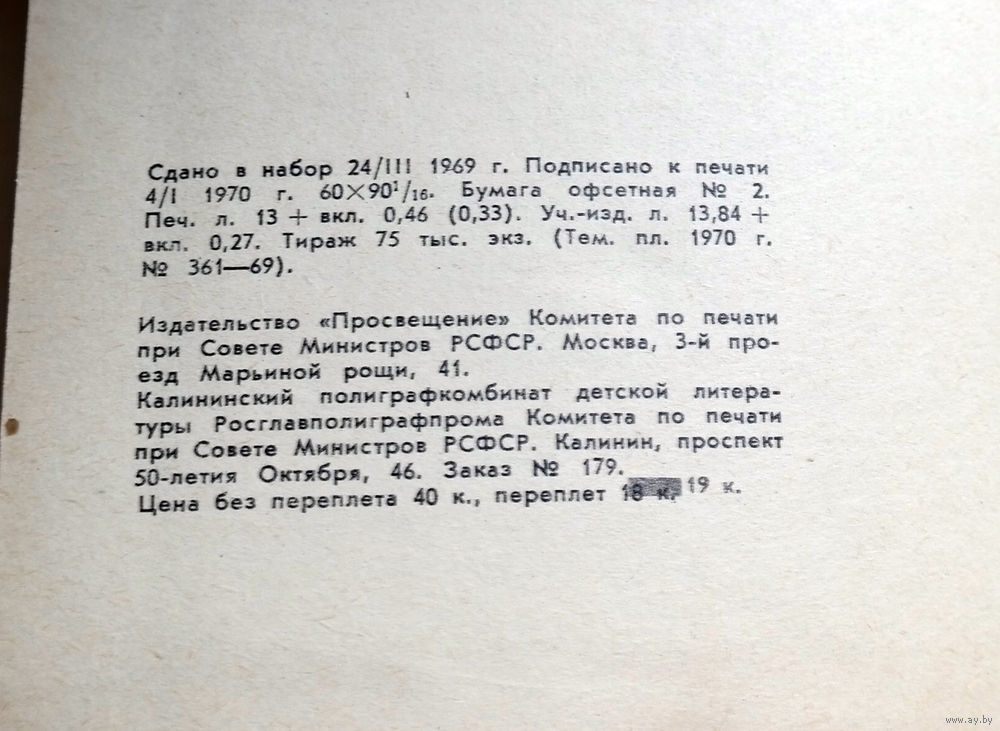 Сдано в набор 24/III 1969 г. Подписано к печати
4/I 1970 г. 60×90¹/₁₆. Бумага офсетная № 2.
Печ. л. 13 + вкл. 0,46 (0,33). Уч.-изд. л. 13,84 +
вкл. 0,27. Тираж 75 тыс. экз. (Тем. пл. 1970 г.
№ 361—69).
Издательство «Просвещение» Комитета по печати
при Совете Министров РСФСР. Москва, 3-й про-
езд Марьиной рощи, 41.
Калининский полиграфкомбинат детской литера-
туры Росглавполиграфпрома Комитета по печати
при Совете Министров РСФСР. Калинин, проспект
50-летия Октября, 46. Заказ № 179.
Цена без переплета 40 к., переплет 18 к. 19 к.
www.ay.by